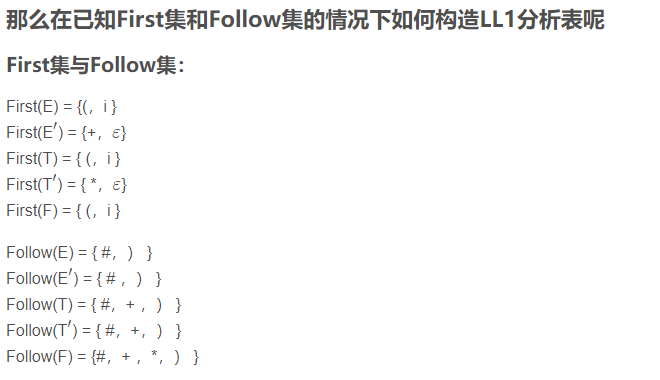 那么在已知First集和Follow集的情况下如何构造LL1分析表呢
First集与Follow集：
First(E) = {(，i }
First(E′) = {+，ε}
First(T) = { (，i }
First(T′) = { *，ε}
First(F) = { (，i }
Follow(E) = { #，) }
Follow(E′) = { # ，) }
Follow(T) = { #，+ ，) }
Follow(T′) = { #，+，) }
Follow(F) = {#，+ ，*，) }